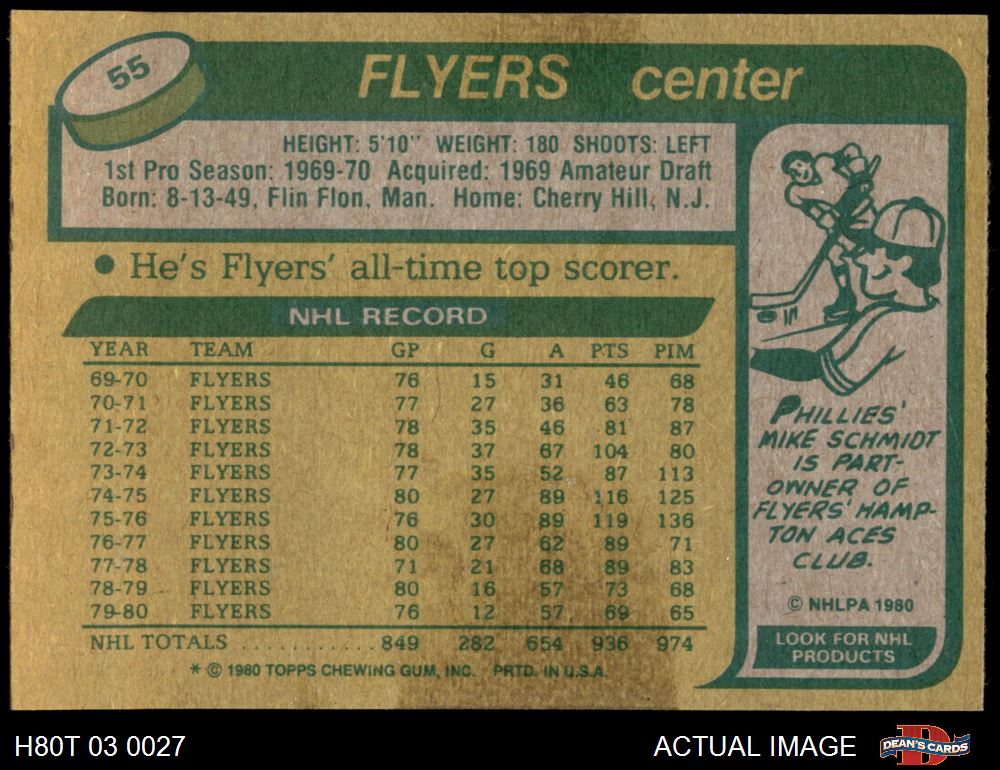 55
FLYERS center
HEIGHT: 5'10" WEIGHT: 180 SHOOTS: LEFT
1st Pro Season: 1969-70 Acquired: 1969 Amateur Draft
Born: 8-13-49, Flin Flon, Man. Home: Cherry Hill, N.J.
• He's Flyers' all-time top scorer.
NHL RECORD
YEAR TEAM GP G A PTS PIM
69-70 FLYERS 76 15 31 46 68
70-71 FLYERS 77 27 36 63 78
71-72 FLYERS 78 35 46 81 87
72-73 FLYERS 78 37 67 104 80
73-74 FLYERS 77 35 52 87 113
74-75 FLYERS 80 27 89 116 125
75-76 FLYERS 76 30 89 119 136
76-77 FLYERS 80 27 62 89 71
77-78 FLYERS 71 21 68 89 83
78-79 FLYERS 80 16 57 73 68
79-80 FLYERS 76 12 57 69 65
NHL TOTALS ........... 849 282 654 936 974
* © 1980 TOPPS CHEWING GUM, INC. PRTD. IN U.S.A.
PHILLIES'
MIKE SCHMIDT
IS PART-
OWNER OF
FLYERS' HAMP-
TON ACES
CLUB.
© NHLPA 1980
LOOK FOR NHL
PRODUCTS
H80T 03 0027
ACTUAL IMAGE
DEAN'S CARDS